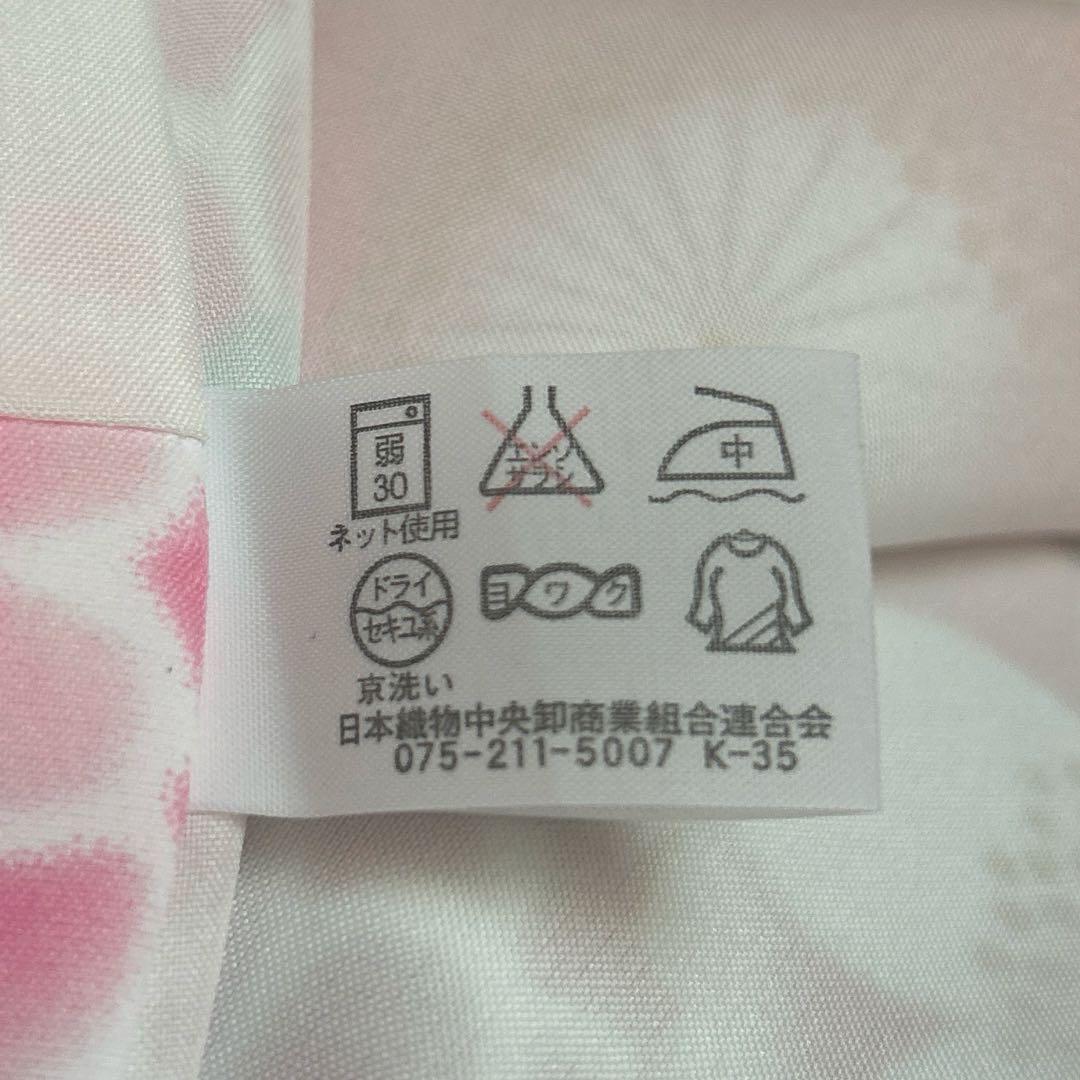 弱
30
ネット使用
エンソ
サラシ
中
ドライ
セキユ系
京洗い
ヨワク
日本織物中央卸商業組合連合会
075-211-5007 K-35